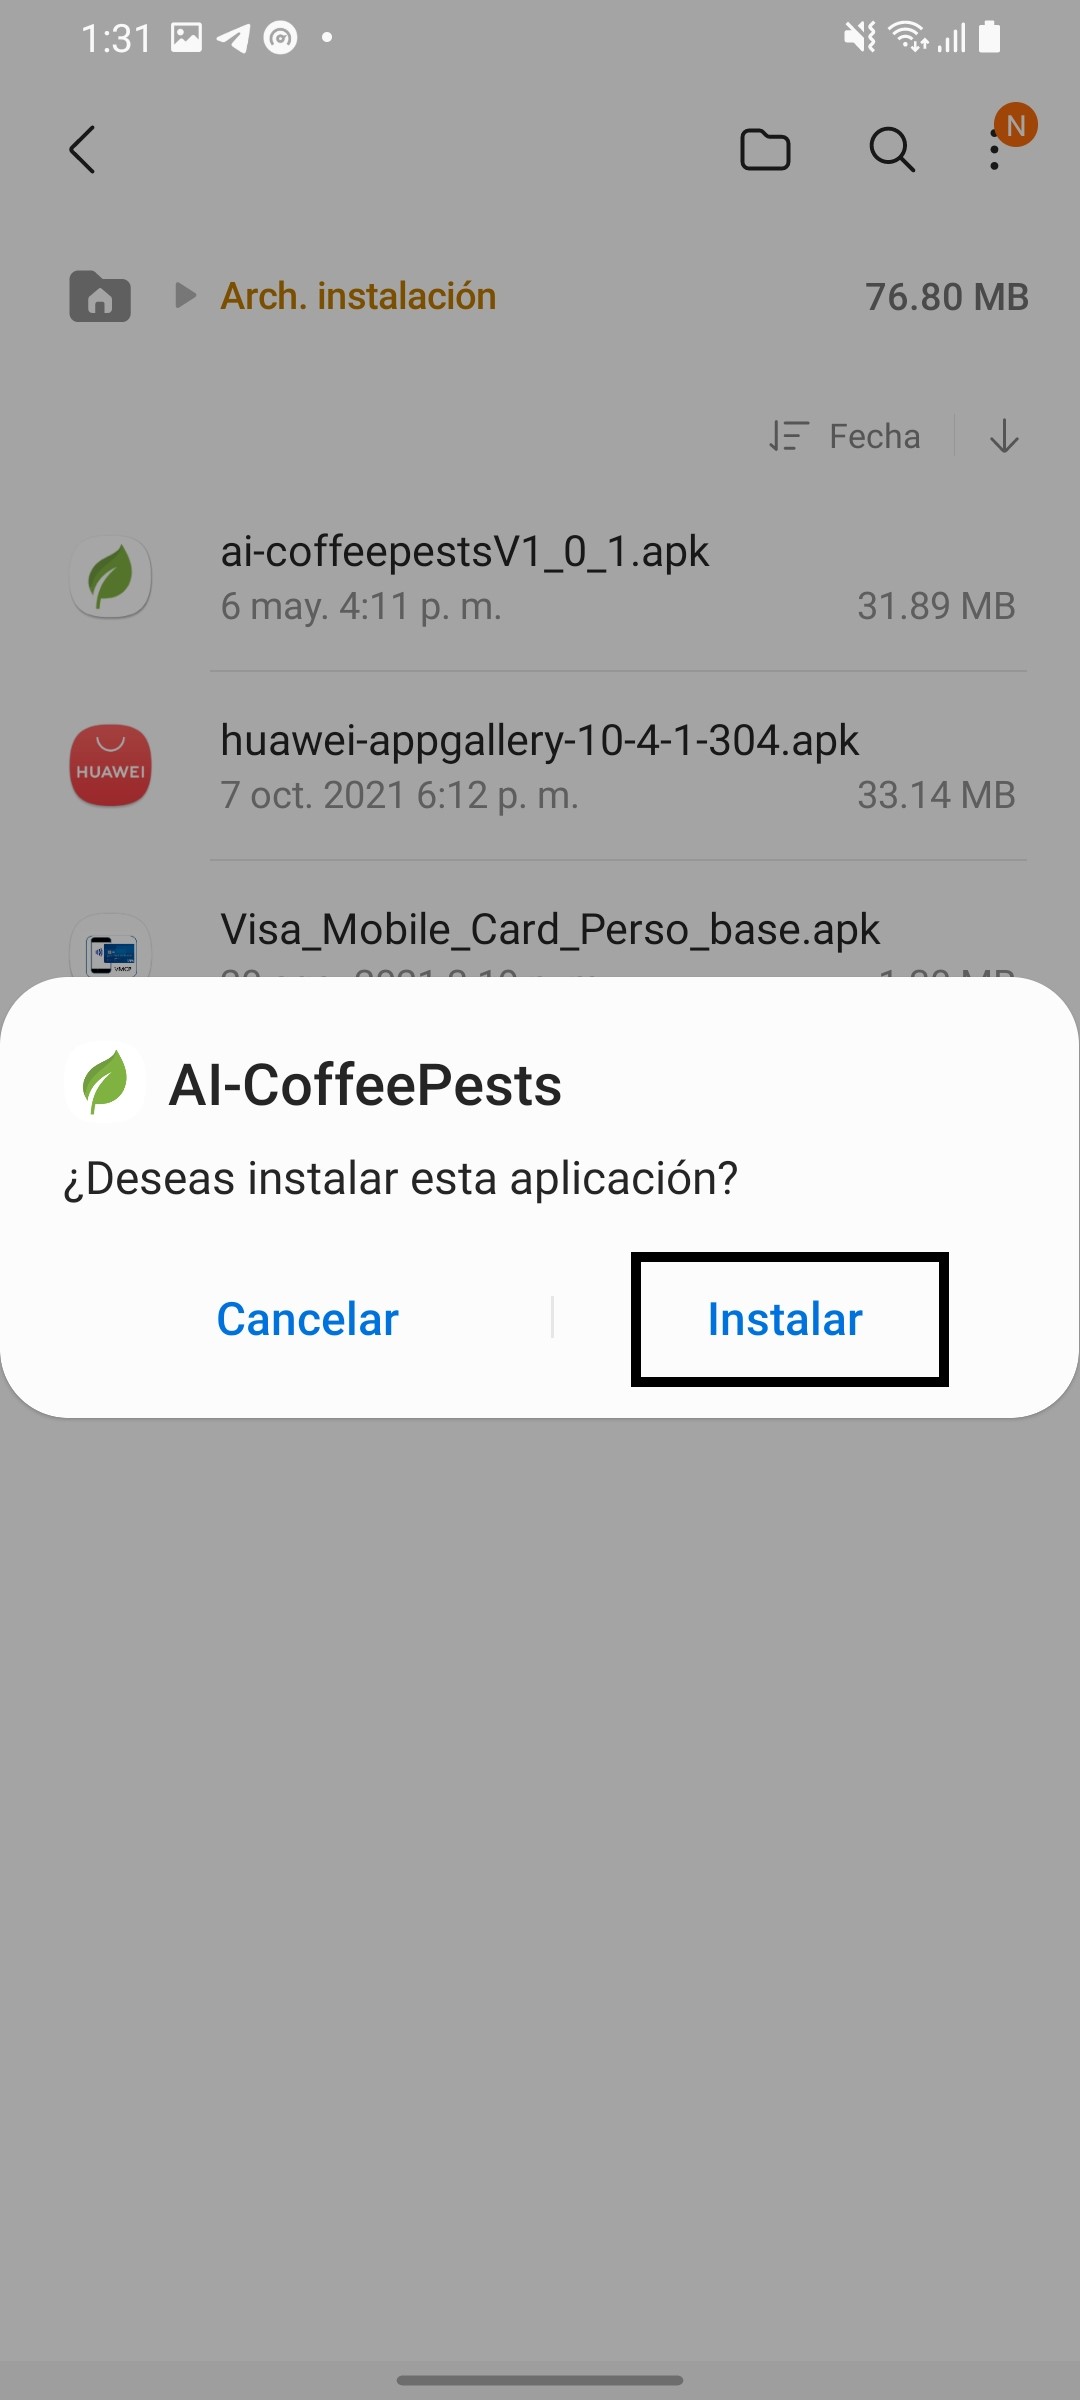 1:31
N
Arch. instalación
76.80 MB
Fecha
ai-coffeepestsV1_0_1.apk
6 may. 4:11 p. m.
31.89 MB
HUAWEI
huawei-appgallery-10-4-1-304.apk
7 oct. 2021 6:12 p. m.
33.14 MB
VMCP
Visa_Mobile_Card_Perso_base.apk
AI-CoffeePests
¿Deseas instalar esta aplicación?
Cancelar
Instalar